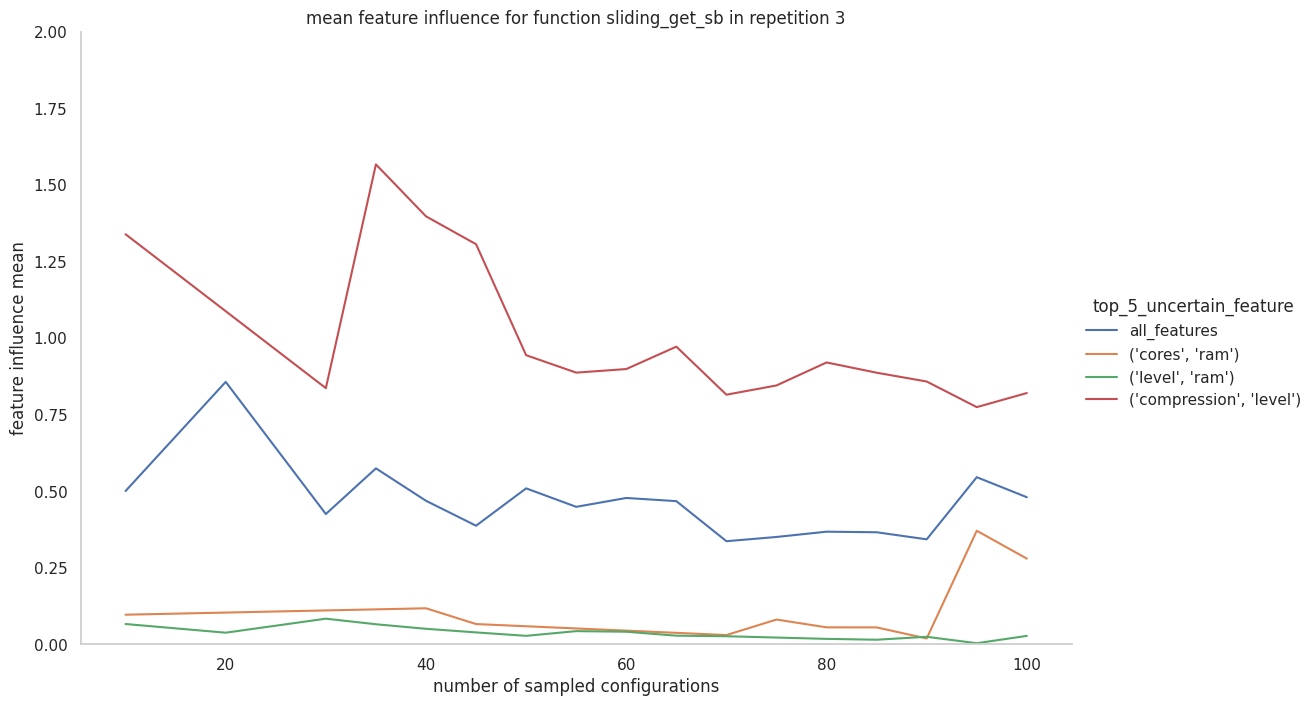 mean feature influence for function sliding_get_sb in repetition 3
2.00
1.75
1.50
1.25
1.00
0.75
0.50
0.25
0.00
feature influence mean
20
40
60
80
100
number of sampled configurations
top_5_uncertain_feature
all_features
('cores', 'ram')
('level', 'ram')
('compression', 'level')